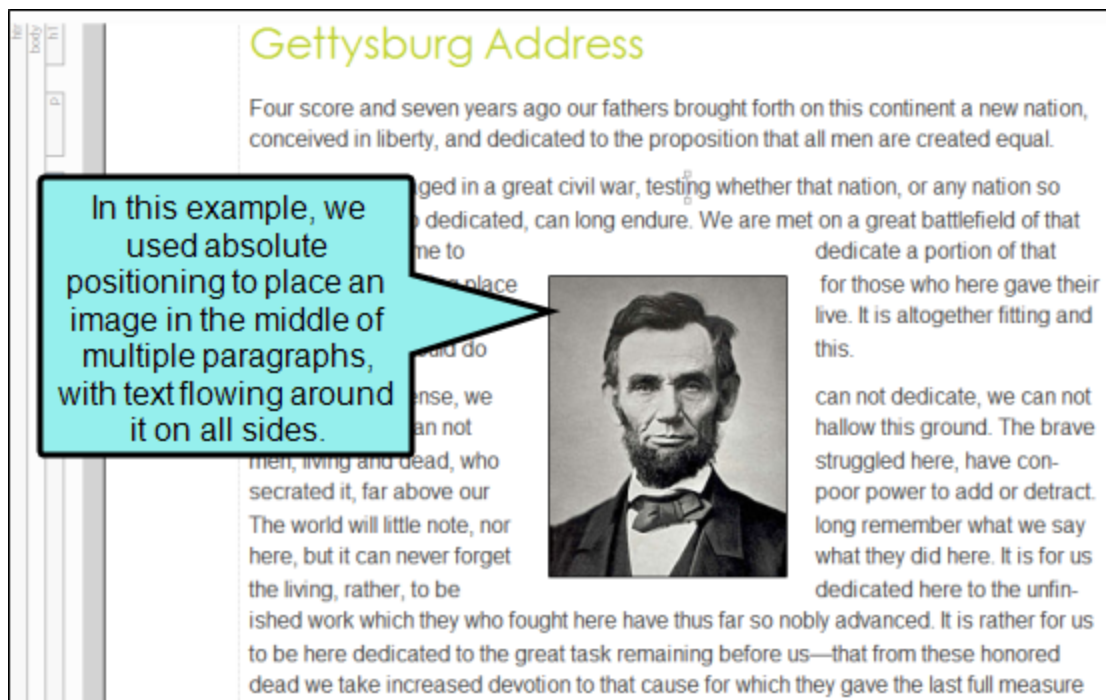 htr
body
h1
p
Gettysburg Address
Four score and seven years ago our fathers brought forth on this continent a new nation,
conceived in liberty, and dedicated to the proposition that all men are created equal.
ged in a great civil war, testing whether that nation, or any nation so
dedicated, can long endure. We are met on a great battlefield of that
me to dedicate a portion of that
place for those who here gave their
live. It is altogether fitting and
do this.
In this example, we
used absolute
positioning to place an
image in the middle of
multiple paragraphs,
with text flowing around
it on all sides.
ense, we can not dedicate, we can not
an not hallow this ground. The brave
men, living and dead, who struggled here, have con-
secrated it, far above our poor power to add or detract.
The world will little note, nor long remember what we say
here, but it can never forget what they did here. It is for us
the living, rather, to be dedicated here to the unfin-
ished work which they who fought here have thus far so nobly advanced. It is rather for us
to be here dedicated to the great task remaining before us—that from these honored
dead we take increased devotion to that cause for which they gave the last full measure